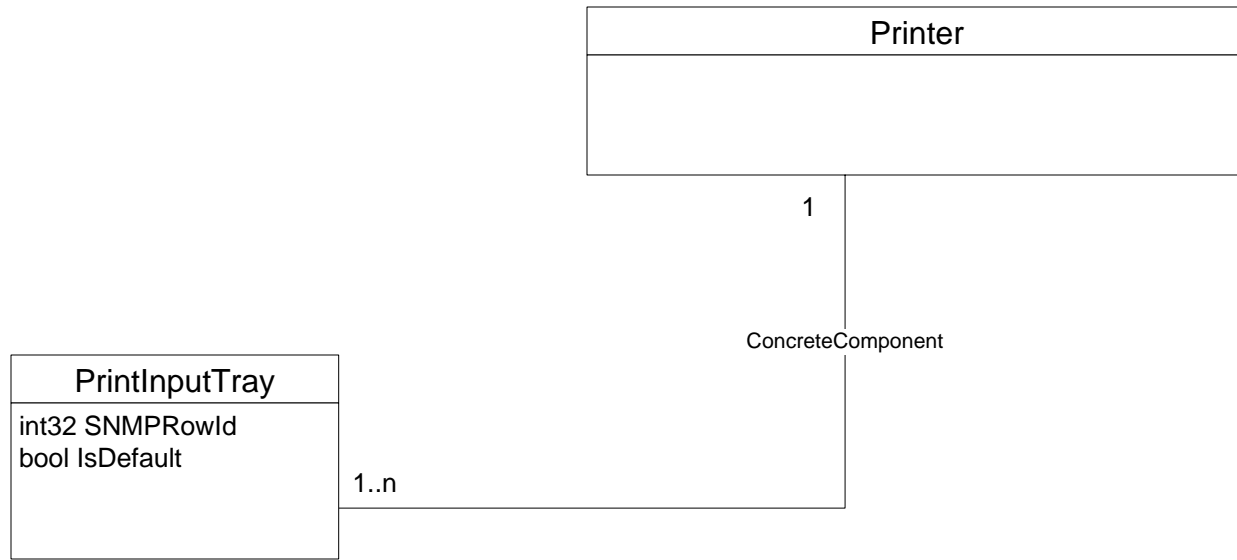 Printer
1
ConcreteComponent
PrintInputTray
int32 SNMPRowId
bool IsDefault
1..n